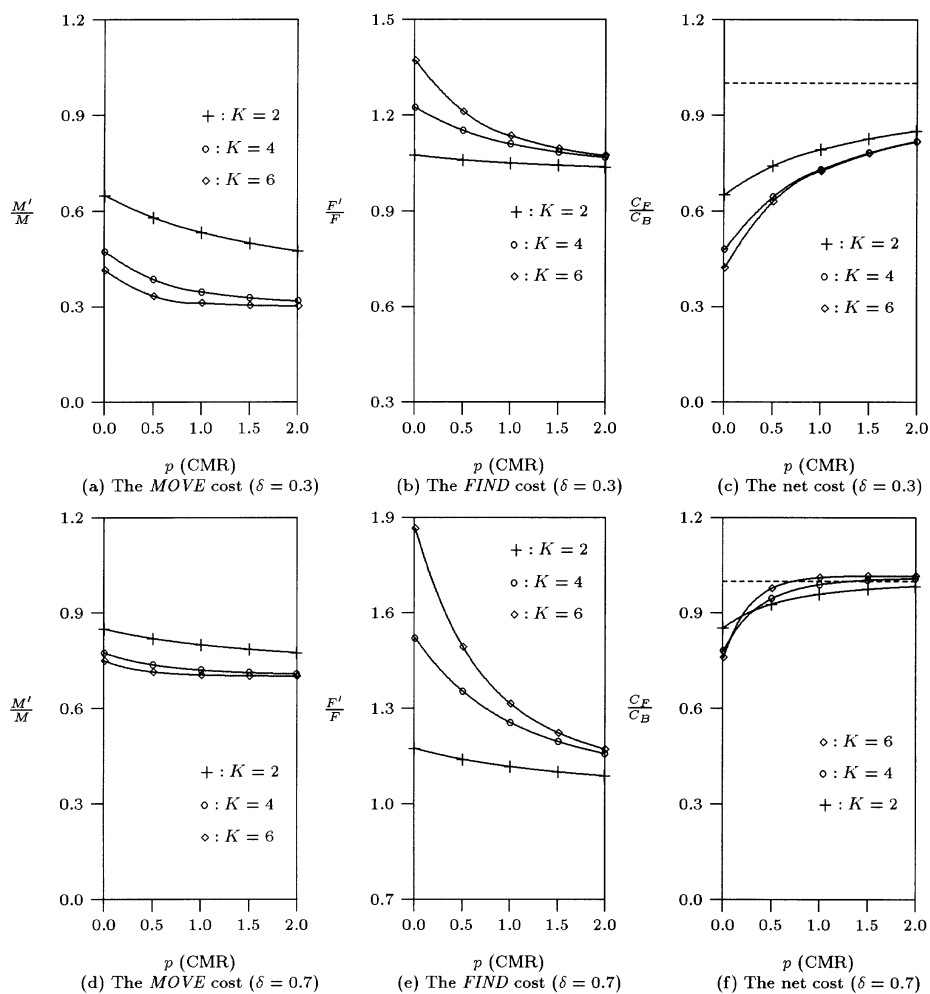 1.2
0.9
0.6
0.3
0.0
M′/M
+ : K = 2
○ : K = 4
◇ : K = 6
0.0 0.5 1.0 1.5 2.0
p (CMR)
(a) The MOVE cost (δ = 0.3)
1.5
1.2
0.9
0.6
0.3
F′/F
+ : K = 2
○ : K = 4
◇ : K = 6
0.0 0.5 1.0 1.5 2.0
p (CMR)
(b) The FIND cost (δ = 0.3)
1.2
0.9
0.6
0.3
0.0
C_F/C_B
+ : K = 2
○ : K = 4
◇ : K = 6
0.0 0.5 1.0 1.5 2.0
p (CMR)
(c) The net cost (δ = 0.3)
1.2
0.9
0.6
0.3
0.0
M′/M
+ : K = 2
○ : K = 4
◇ : K = 6
0.0 0.5 1.0 1.5 2.0
p (CMR)
(d) The MOVE cost (δ = 0.7)
1.9
1.6
1.3
1.0
0.7
F′/F
+ : K = 2
○ : K = 4
◇ : K = 6
0.0 0.5 1.0 1.5 2.0
p (CMR)
(e) The FIND cost (δ = 0.7)
1.2
0.9
0.6
0.3
0.0
C_F/C_B
◇ : K = 6
○ : K = 4
+ : K = 2
0.0 0.5 1.0 1.5 2.0
p (CMR)
(f) The net cost (δ = 0.7)